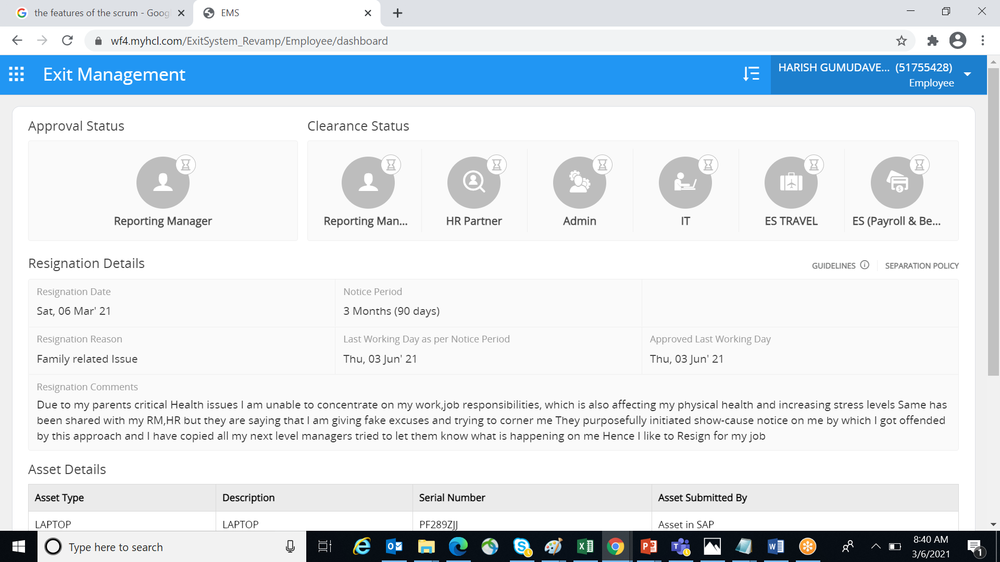 the features of the scrum - Goog
EMS
wf4.myhcl.com/ExitSystem_Revamp/Employee/dashboard
Exit Management
HARISH GUMUDAVE... (51755428)
Employee
Approval Status
Clearance Status
Reporting Manager
Reporting Man...
HR Partner
Admin
IT
ES TRAVEL
ES (Payroll & Be...
Resignation Details
GUIDELINES
SEPARATION POLICY
Resignation Date
Notice Period
Sat, 06 Mar' 21
3 Months (90 days)
Resignation Reason
Last Working Day as per Notice Period
Approved Last Working Day
Family related Issue
Thu, 03 Jun' 21
Thu, 03 Jun' 21
Resignation Comments
Due to my parents critical Health issues I am unable to concentrate on my work,job responsibilities, which is also affecting my physical health and increasing stress levels Same has
been shared with my RM,HR but they are saying that I am giving fake excuses and trying to corner me They purposefully initiated show-cause notice on me by which I got offended
by this approach and I have copied all my next level managers tried to let them know what is happening on me Hence I like to Resign for my job
Asset Details
Asset Type
Description
Serial Number
Asset Submitted By
LAPTOP
LAPTOP
PF289ZJJ
Asset in SAP
Type here to search
8:40 AM
3/6/2021
1